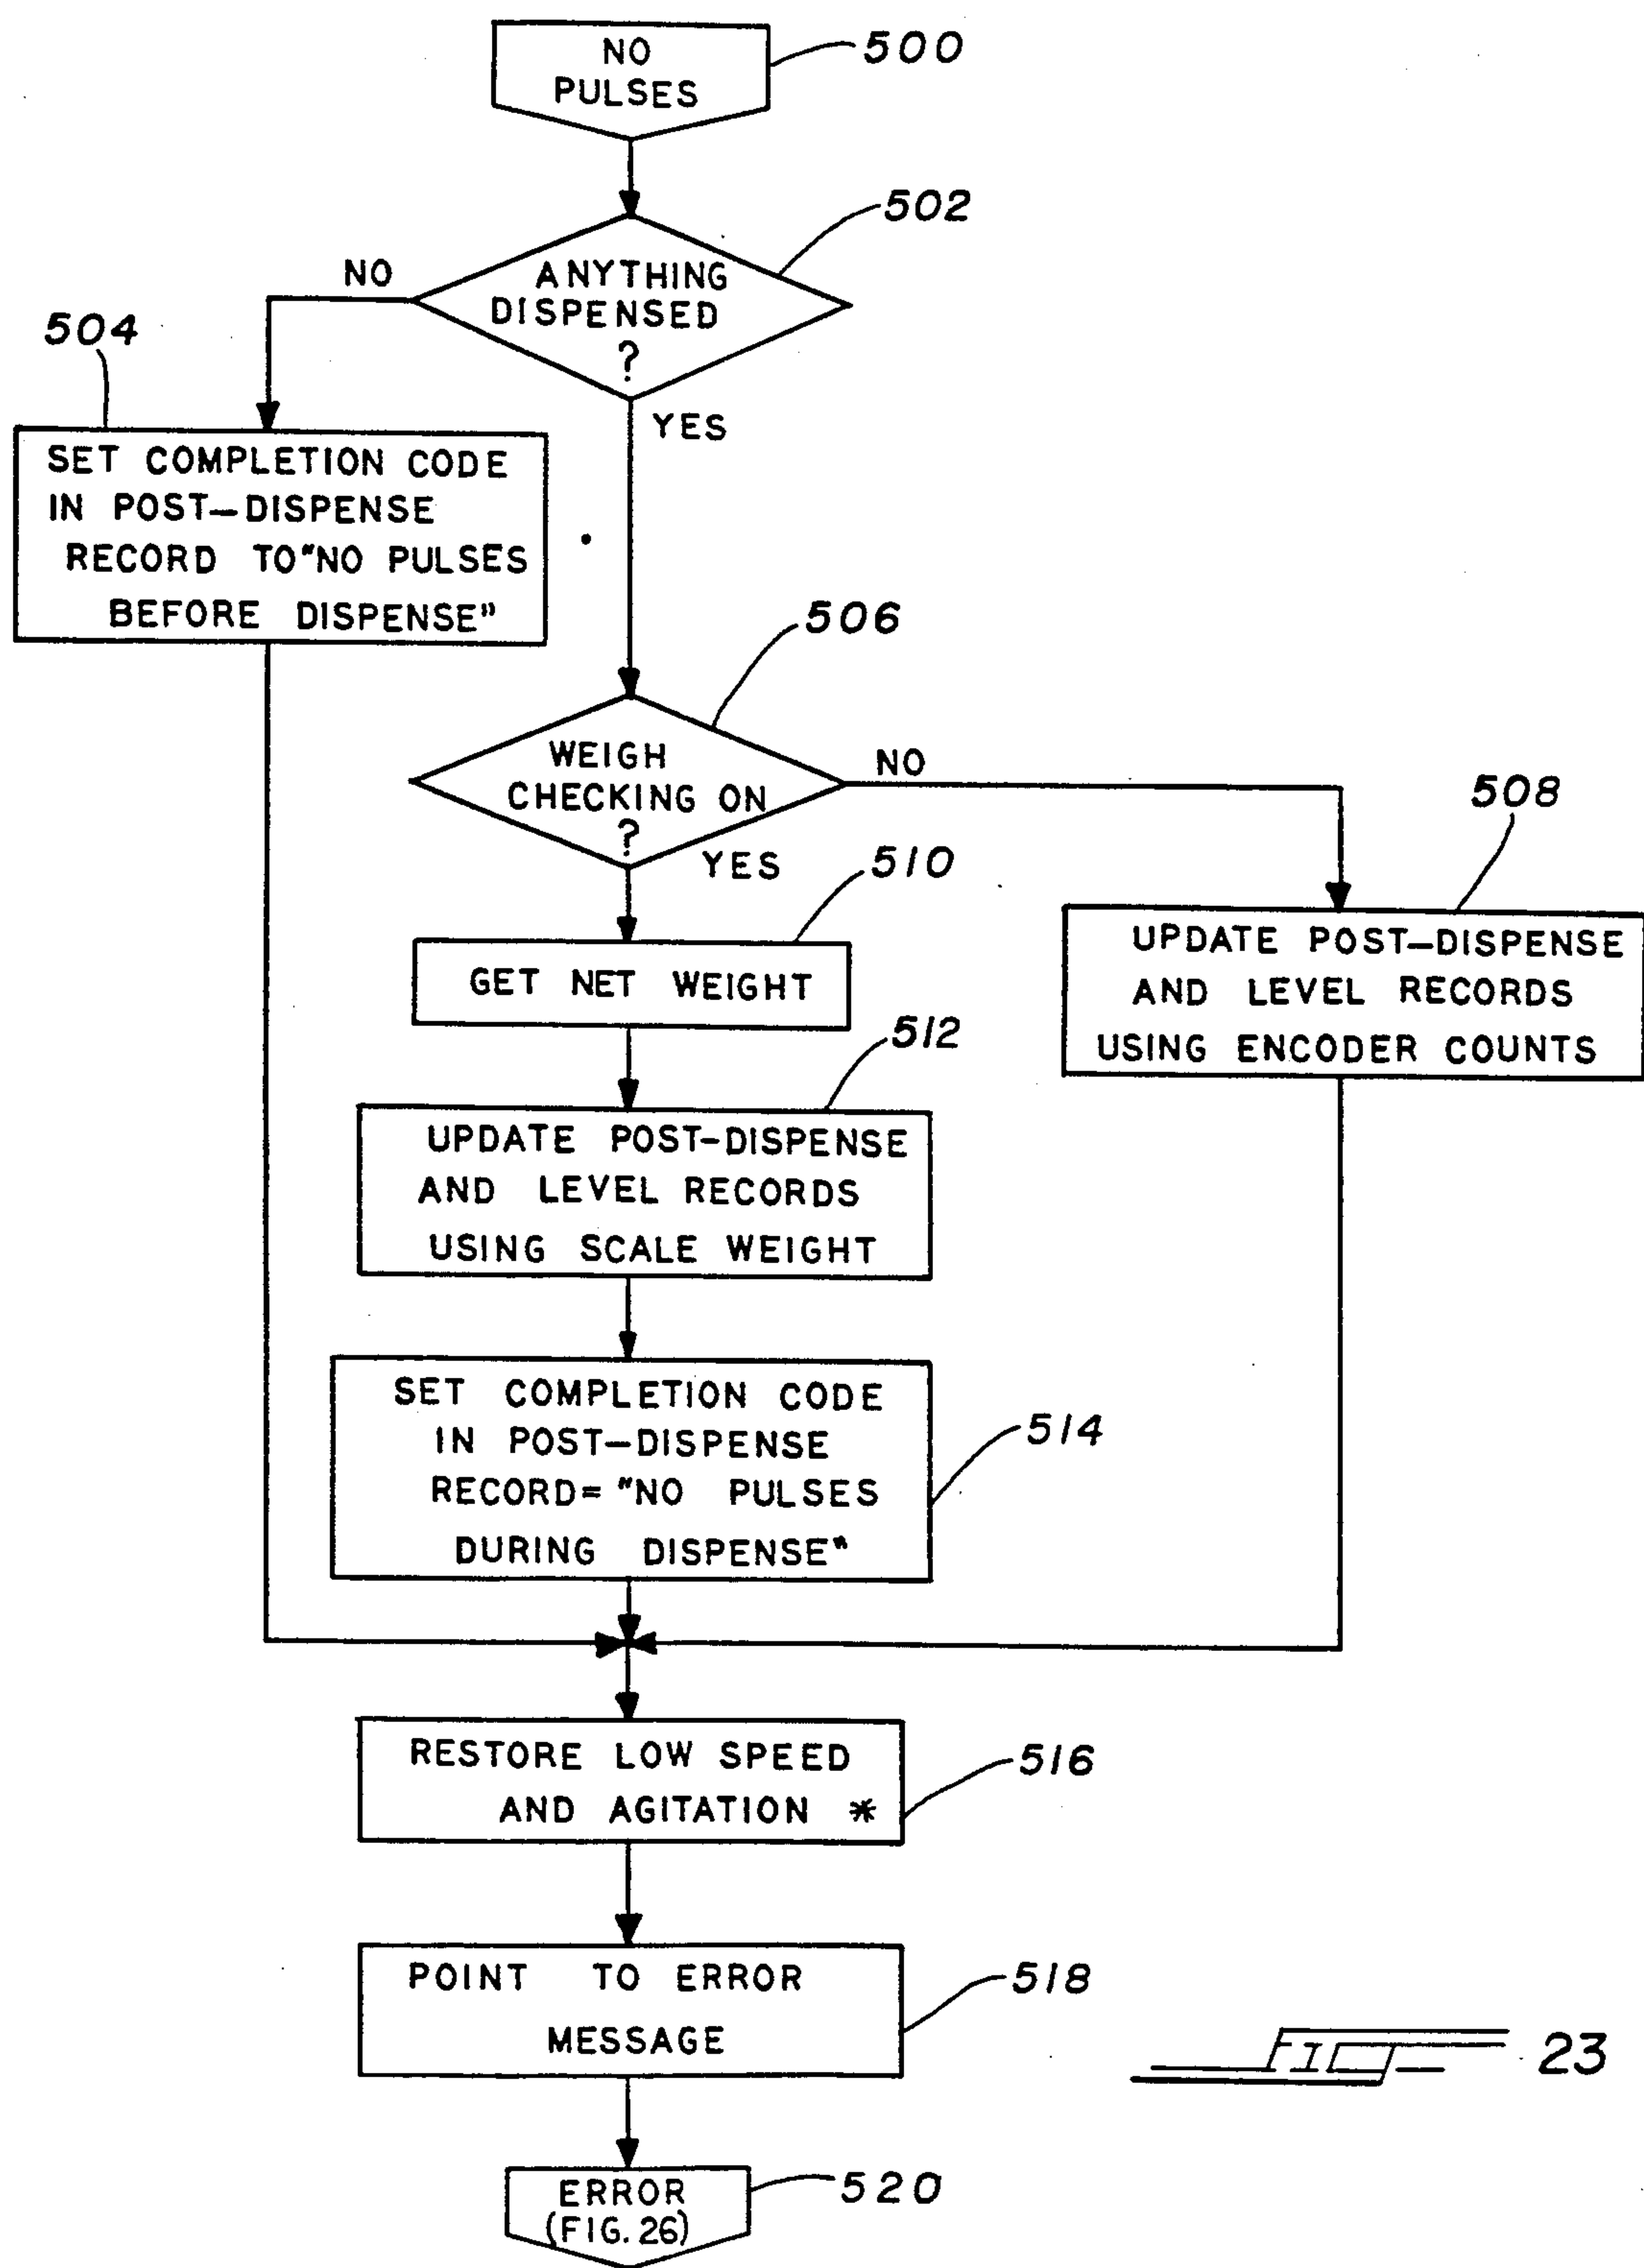 NO
PULSES
500
502
ANYTHING
DISPENSED
?
NO
YES
504
SET COMPLETION CODE
IN POST-DISPENSE
RECORD TO "NO PULSES
BEFORE DISPENSE"
506
WEIGH
CHECKING ON
?
NO
YES
508
UPDATE POST-DISPENSE
AND LEVEL RECORDS
USING ENCODER COUNTS
510
GET NET WEIGHT
512
UPDATE POST-DISPENSE
AND LEVEL RECORDS
USING SCALE WEIGHT
SET COMPLETION CODE
IN POST-DISPENSE
RECORD= "NO PULSES
DURING DISPENSE"
514
RESTORE LOW SPEED
AND AGITATION *
516
POINT TO ERROR
MESSAGE
518
ERROR
(FIG. 26)
520
FIG 23